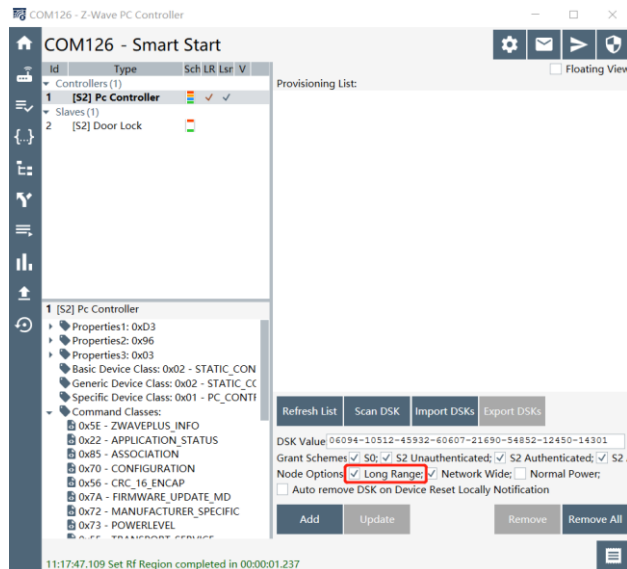 COM126 - Z-Wave PC Controller
COM126 - Smart Start
Floating View
Id Type Sch LR Lsr V
Controllers (1)
1 [S2] Pc Controller
Slaves (1)
2 [S2] Door Lock
Provisioning List:
1 [S2] Pc Controller
Properties1: 0xD3
Properties2: 0x96
Properties3: 0x03
Basic Device Class: 0x02 - STATIC_CON
Generic Device Class: 0x02 - STATIC_CC
Specific Device Class: 0x01 - PC_CONTF
Command Classes:
0x5E - ZWAVEPLUS_INFO
0x22 - APPLICATION_STATUS
0x85 - ASSOCIATION
0x70 - CONFIGURATION
0x56 - CRC_16_ENCAP
0x7A - FIRMWARE_UPDATE_MD
0x72 - MANUFACTURER_SPECIFIC
0x73 - POWERLEVEL
Refresh List Scan DSK Import DSKs Export DSKs
DSK Value 06094-10512-45932-60607-21690-54852-12450-14301
Grant Schemes S0; S2 Unauthenticated; S2 Authenticated; S2
Node Options Long Range; Network Wide; Normal Power;
Auto remove DSK on Device Reset Locally Notification
Add Update Remove Remove All
11:17:47.109 Set Rf Region completed in 00:00:01.237